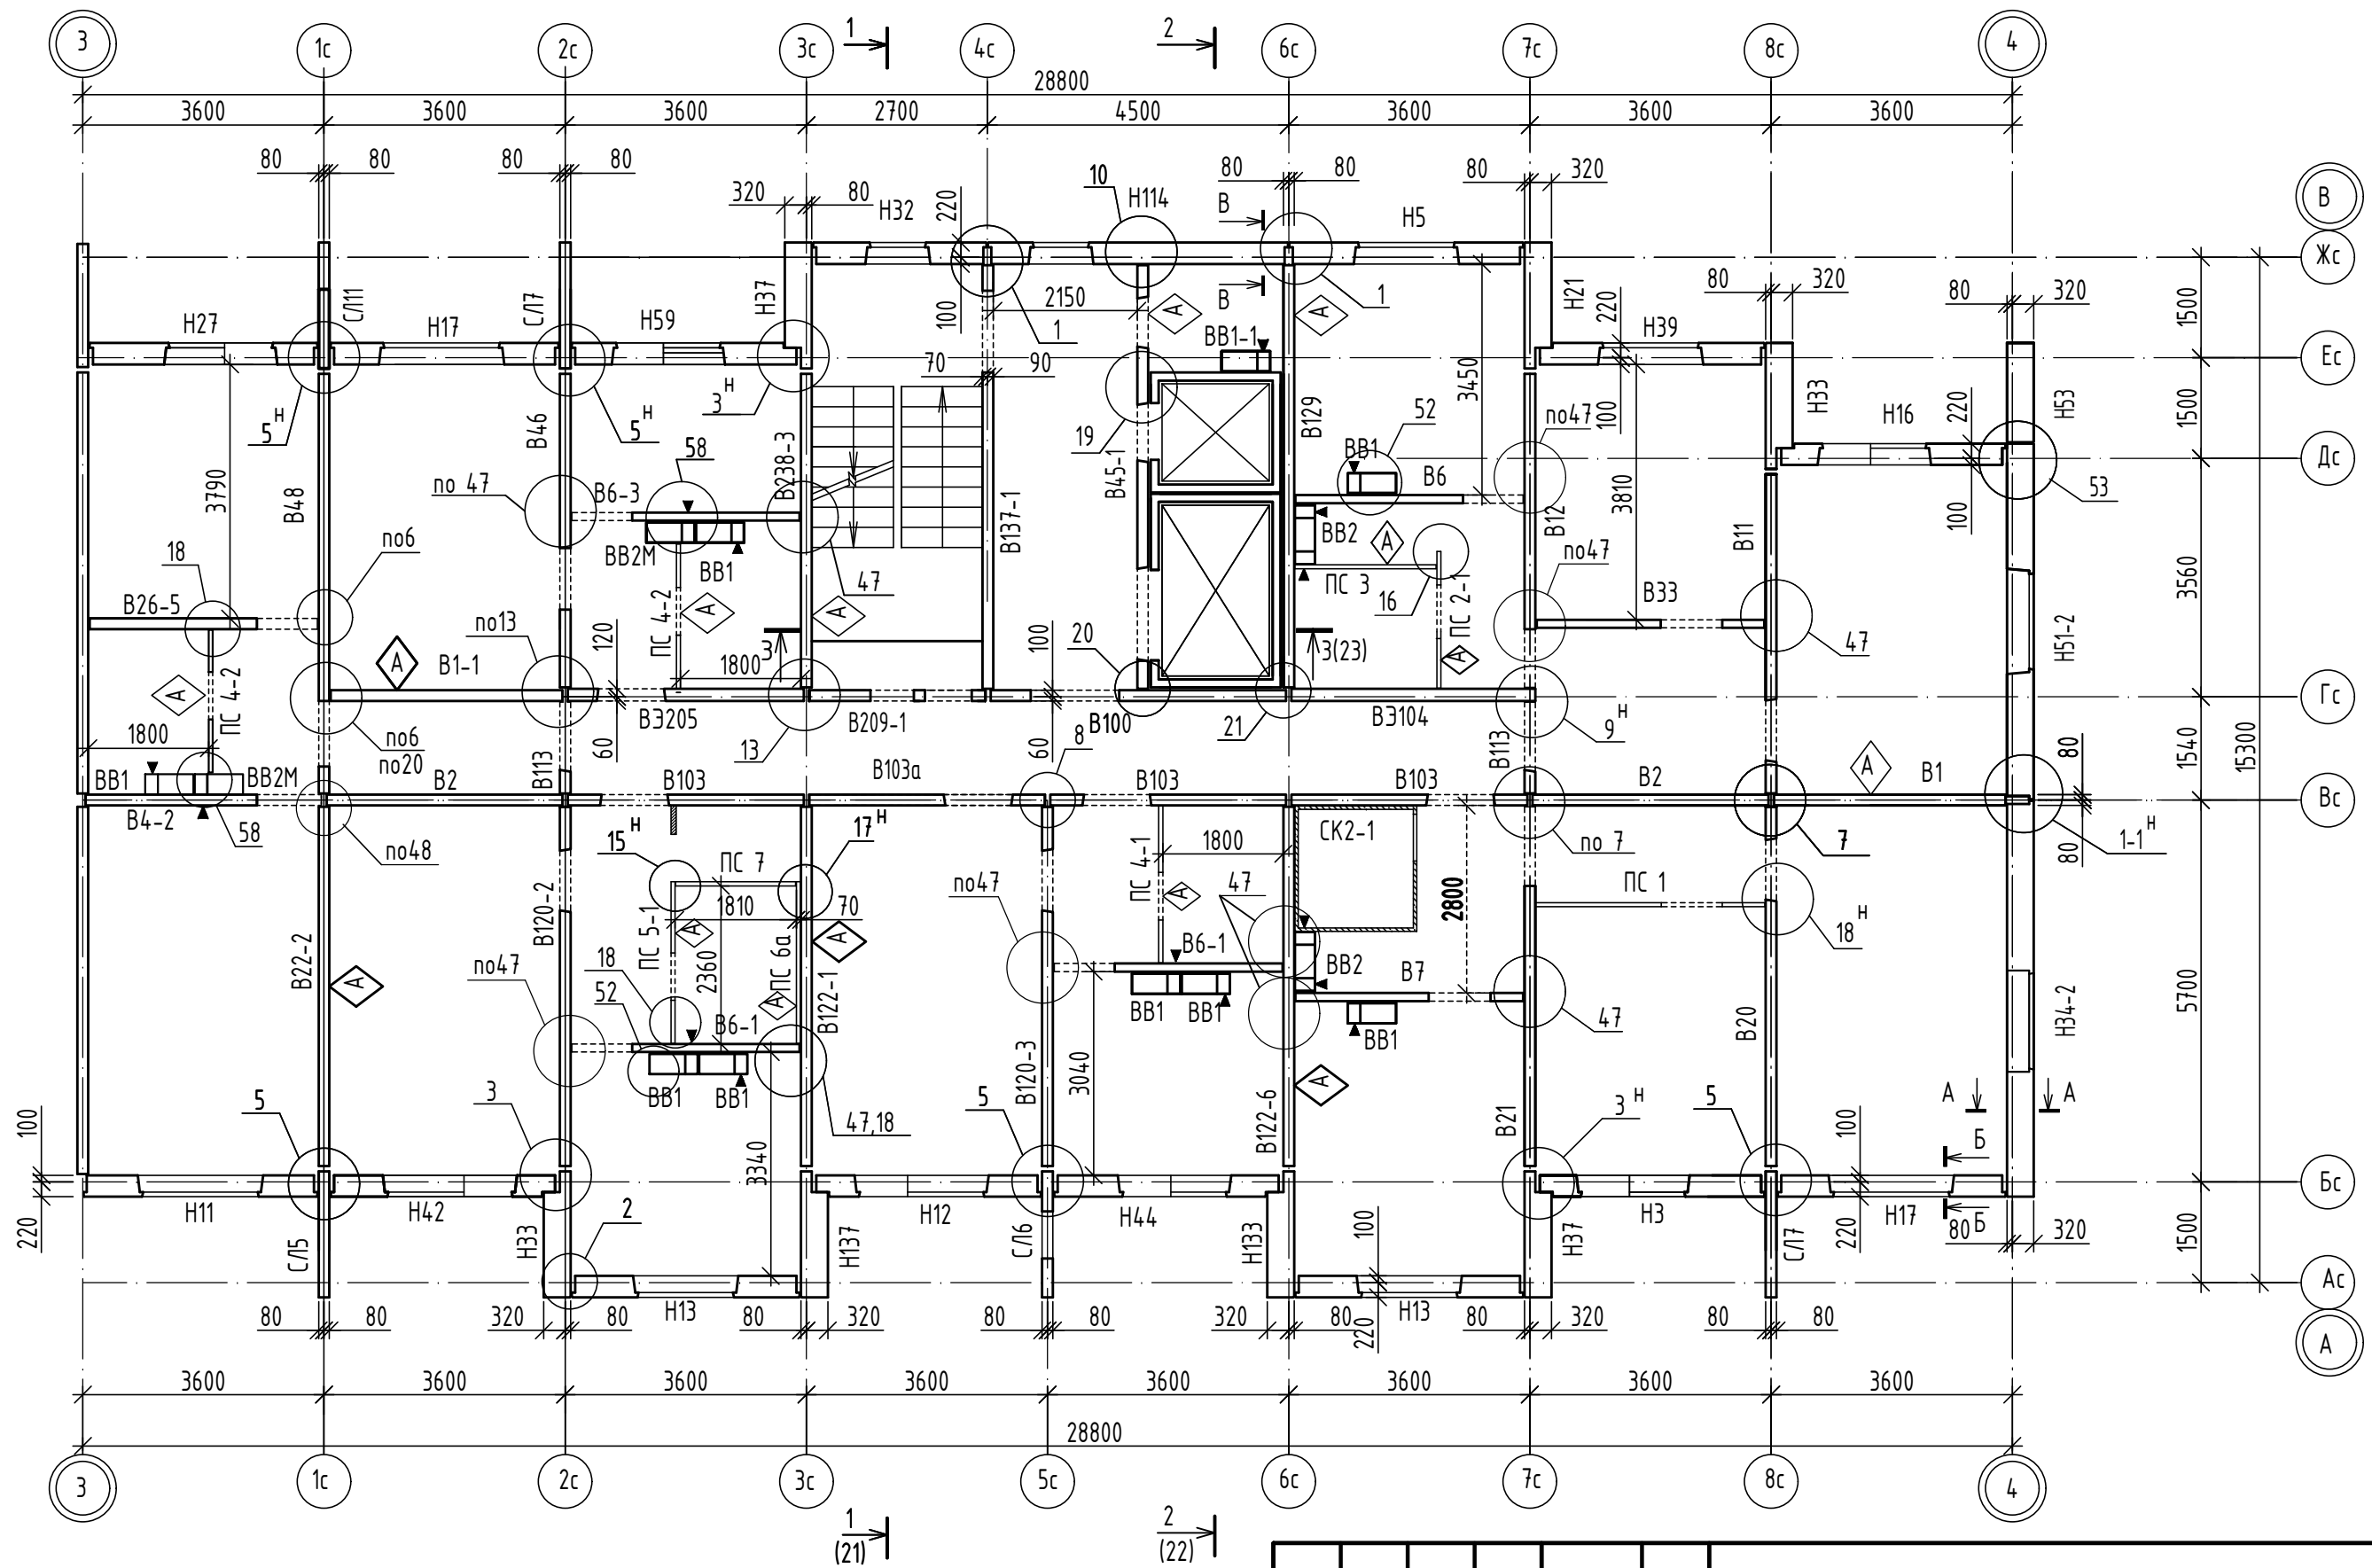 3 1с 2с 3с 1 4с 2 6с 7с 8с 4
28800
3600 3600 3600 2700 4500 3600 3600 3600
80 80 80 80 80 80 80 320
320 80 Н32 220 10 Н114 В Н5 В
Жс
Н37 100 2150 А В 1 А Н21 220 80 320 80 320 1500
СЛ11 СЛ7 1
Н27 Н17 Н59 ВВ1-1 Н39
Ес
70 90 3450 100
5н 5н 3н 19 52 по47 Н33 Н16 220 Н53 1500
В46 58 В238-3 В45-1 В129 ВВ1 В6
Дс
3790 В48 по 47 В6-3 В137-1 3810 53
ВВ2 В12 В11 100
18 по6 ВВ2М ВВ1 47 А по47 3560
В26-5 ПС 4-2 А А ПС 3 16 ПС 2-1 В33
по13 120 20 100 47 Н51-2
А В1-1 1800 3 3(23) А
А ПС 4-2
Гс
1800 по6 ВЭ205 В209-1 В100 21 ВЭ104 9н
по20 60 13 60 8 80 1540 15300
ВВ1 ВВ2М В2 В113 В103 В103а В103 В103 В113 В2 А В1
Вс
В4-2 58 по48 15н 17н СК2-1 по 7 7 1-1н 80
ПС 7 ПС 4-1 1800
1810 70 по47 А 47 2800 ПС 1
В120-2 ПС 5-1 А 18н
В22-2 А по47 18 2360 ПС 6а А В6-1 ВВ2 В7
52 А В122-1 ВВ1 ВВ1 47 В20 Н34-2 5700
В6-1 ВВ1
ВВ1 ВВ1 В120-3 3040 А
5 3 47,18 5 В122-6 В21 3н 5 А А
100 3340 100 Б
Бс
220 Н11 Н42 2 Н12 Н44 100 Н3 220 Н17 Б
СЛ5 Н33 Н137 СЛ6 Н133 Н37 СЛ7 80 320 1500
Ас
Н13 Н13
80 80 320 80 80 320 80 80 320 80 220 80 320 80 80
А
3600 3600 3600 3600 3600 3600 3600 3600
28800
3 1с 2с 3с 5с 6с 7с 8с 4
1 2
(21) (22)